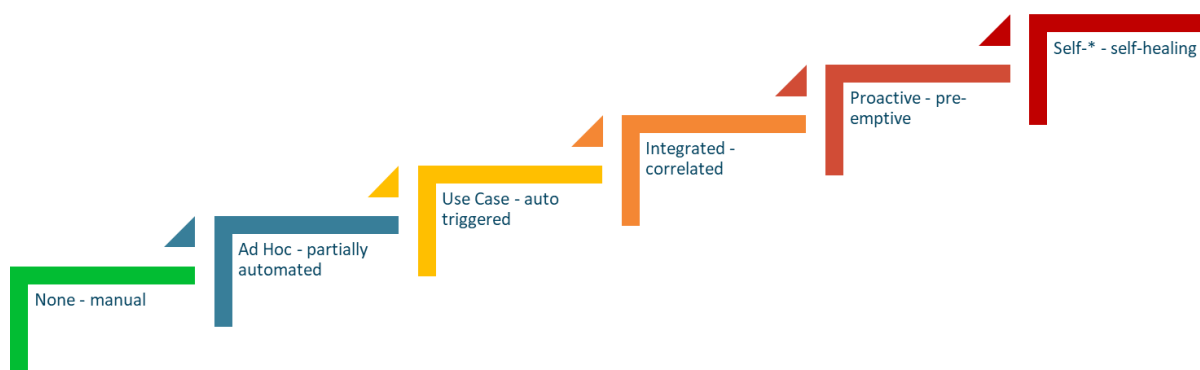 None - manual
Ad Hoc - partially
automated
Use Case - auto
triggered
Integrated -
correlated
Proactive - pre-
emptive
Self-* - self-healing